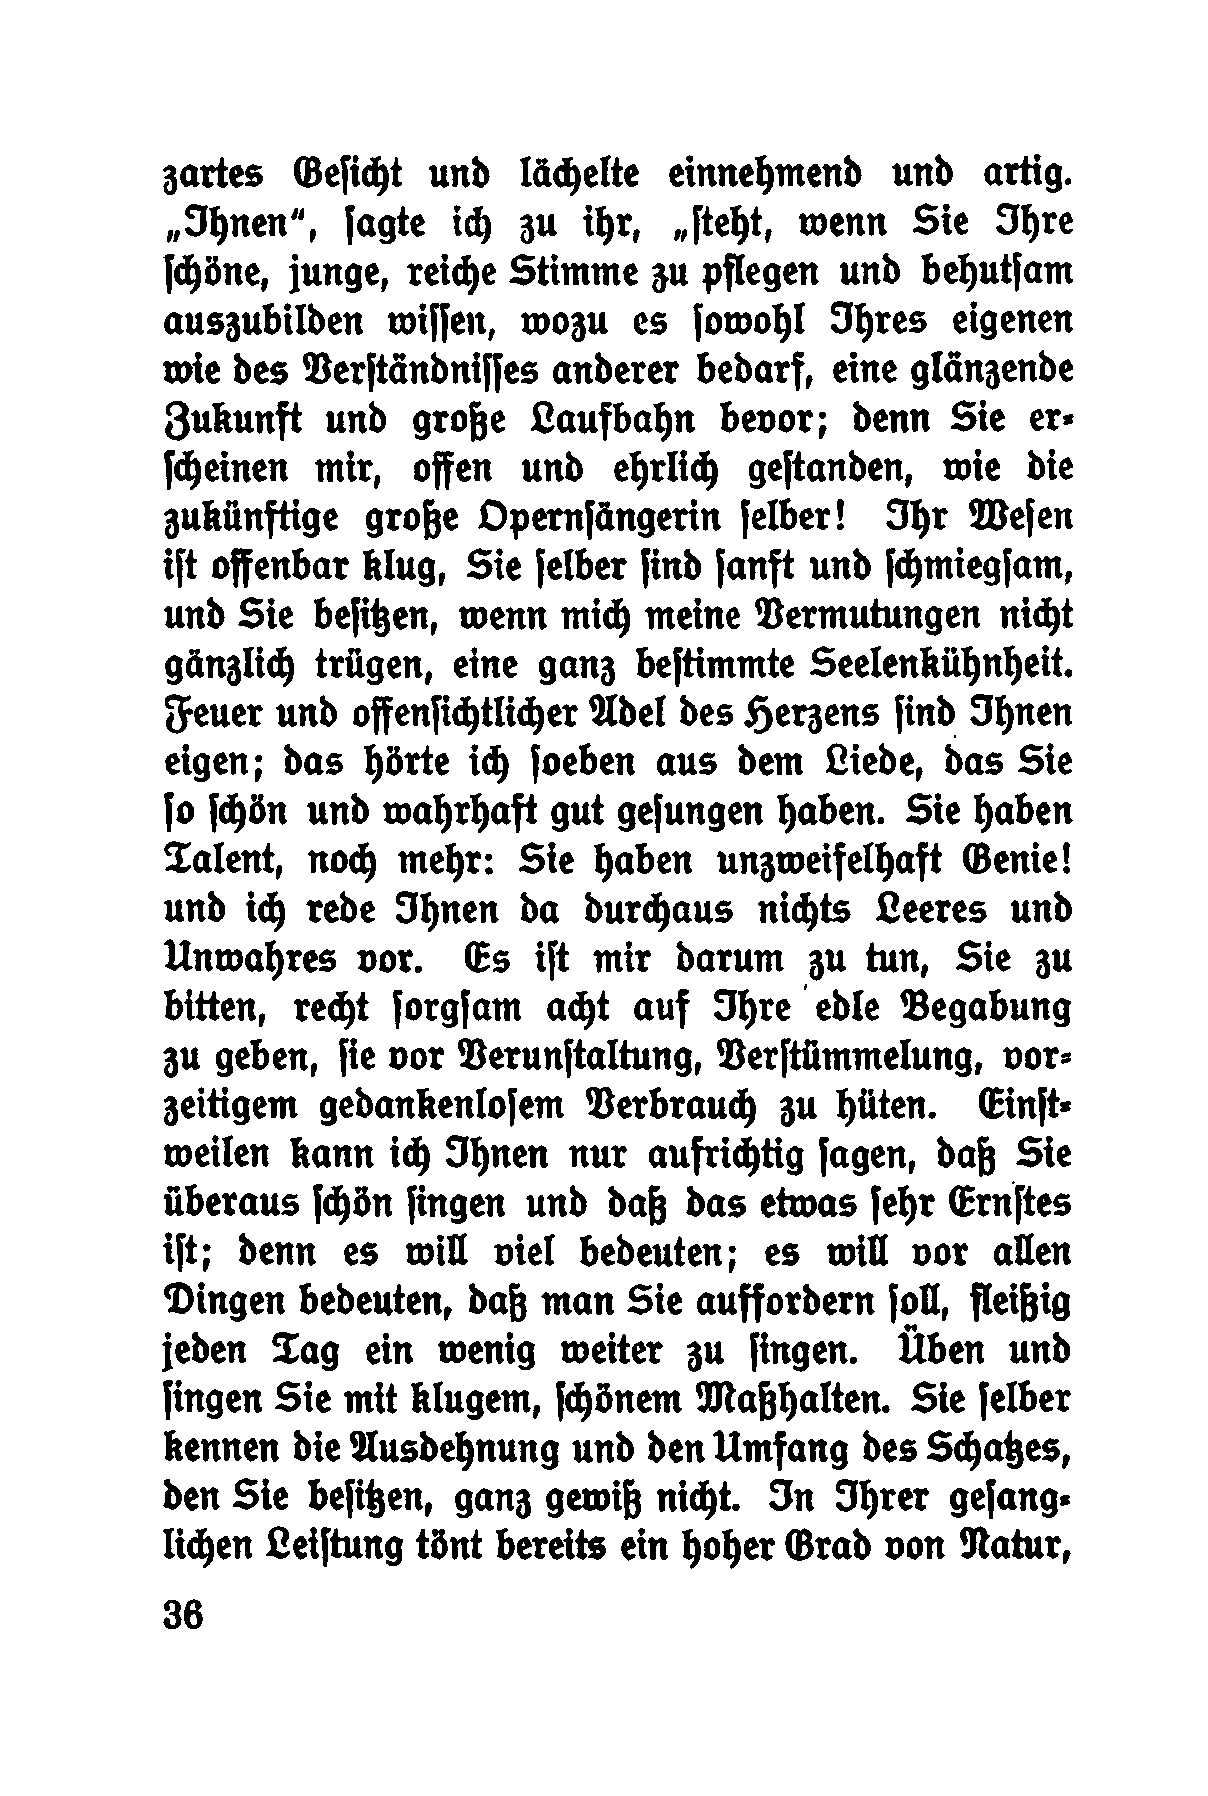 zartes Geſicht und lächelte einnehmend und artig.
„Ihnen“, ſagte ich zu ihr, „ſteht, wenn Sie Ihre
ſchöne, junge, reiche Stimme zu pflegen und behutſam
auszubilden wiſſen, wozu es ſowohl Ihres eigenen
wie des Verſtändniſſes anderer bedarf, eine glänzende
Zukunft und große Laufbahn bevor; denn Sie er-
ſcheinen mir, offen und ehrlich geſtanden, wie die
zukünftige große Opernſängerin ſelber! Ihr Weſen
iſt offenbar klug, Sie ſelber ſind ſanft und ſchmiegſam,
und Sie beſitzen, wenn mich meine Vermutungen nicht
gänzlich trügen, eine ganz beſtimmte Seelenkühnheit.
Feuer und offenſichtlicher Adel des Herzens ſind Ihnen
eigen; das hörte ich ſoeben aus dem Liede, das Sie
ſo ſchön und wahrhaft gut geſungen haben. Sie haben
Talent, noch mehr: Sie haben unzweifelhaft Genie!
und ich rede Ihnen da durchaus nichts Leeres und
Unwahres vor. Es iſt mir darum zu tun, Sie zu
bitten, recht ſorgſam acht auf Ihre edle Begabung
zu geben, ſie vor Verunſtaltung, Verſtümmelung, vor-
zeitigem gedankenloſem Verbrauch zu hüten. Einſt-
weilen kann ich Ihnen nur aufrichtig ſagen, daß Sie
überaus ſchön ſingen und daß das etwas ſehr Ernſtes
iſt; denn es will viel bedeuten; es will vor allen
Dingen bedeuten, daß man Sie auffordern ſoll, fleißig
jeden Tag ein wenig weiter zu ſingen. Üben und
ſingen Sie mit klugem, ſchönem Maßhalten. Sie ſelber
kennen die Ausdehnung und den Umfang des Schatzes,
den Sie beſitzen, ganz gewiß nicht. In Ihrer geſang-
lichen Leiſtung tönt bereits ein hoher Grad von Natur,
36